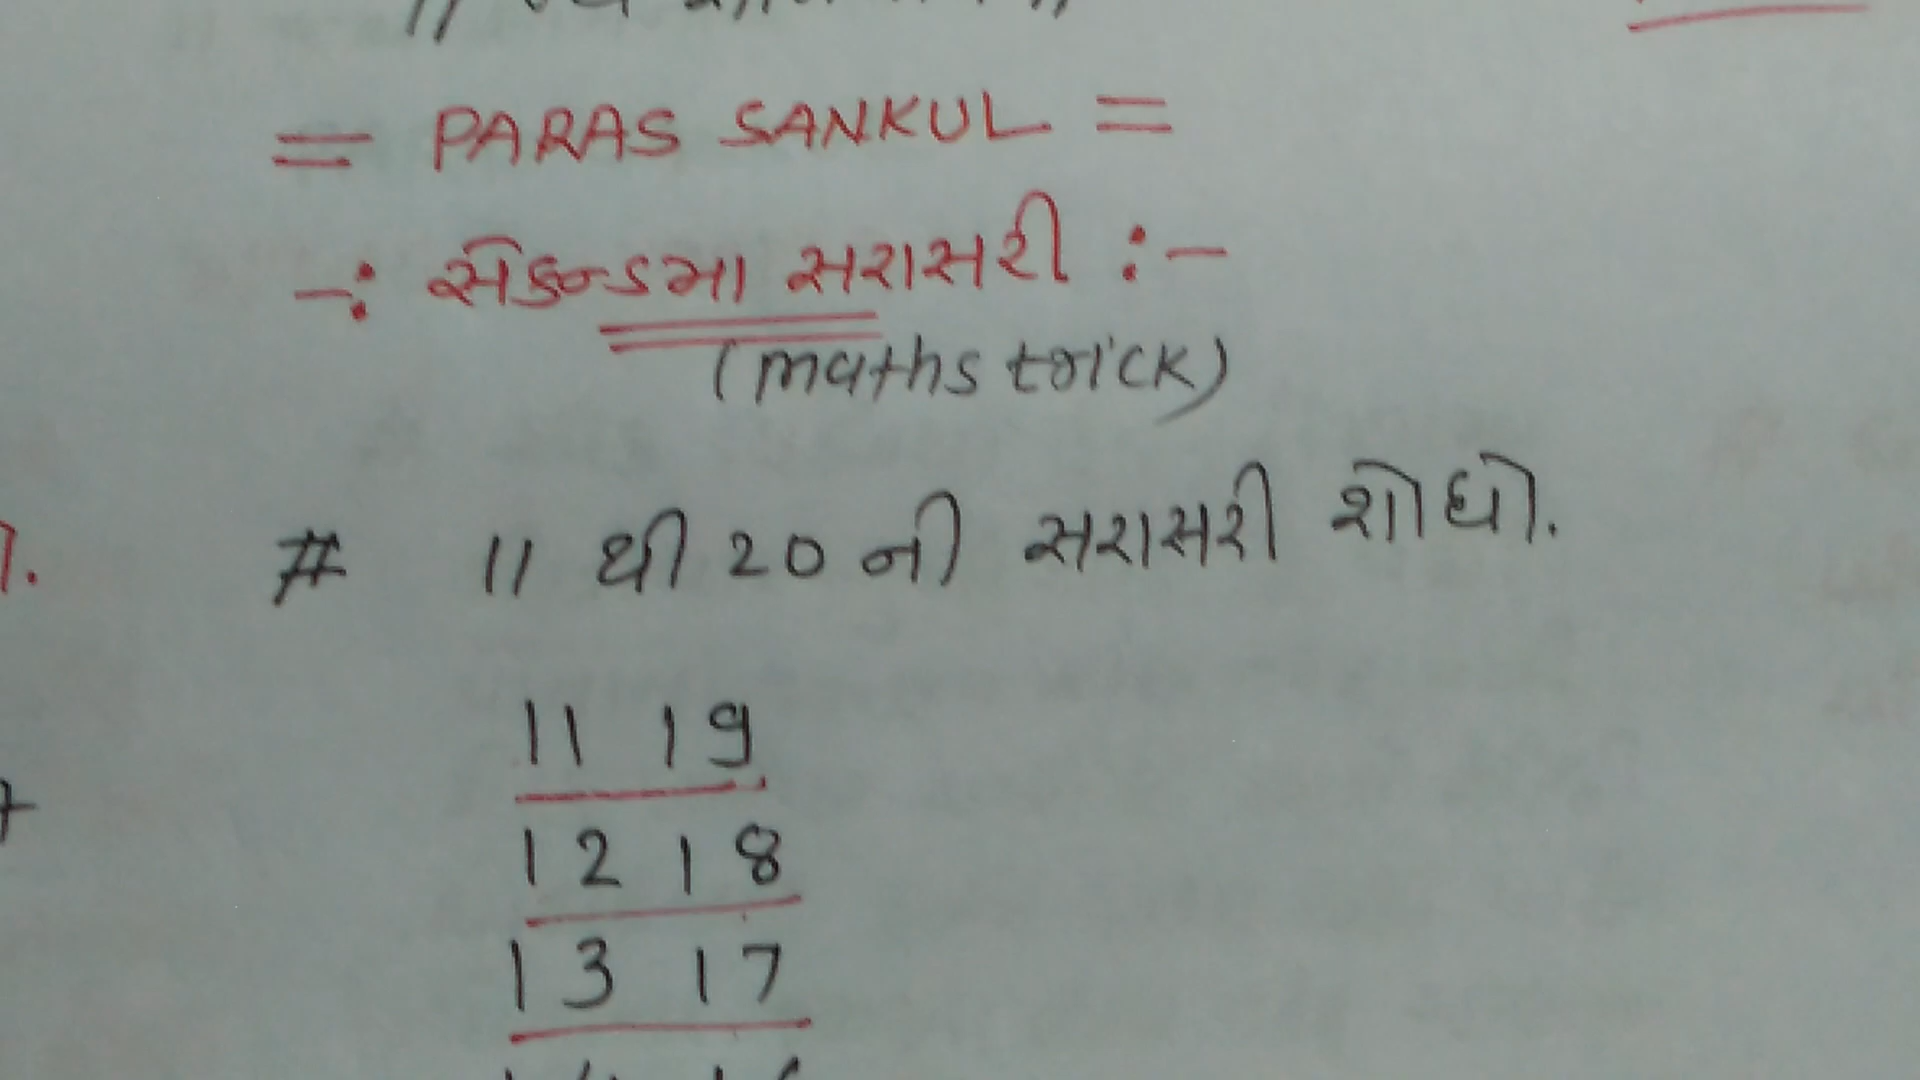 = PARAS SANKUL =
-: સેકન્ડમા સરાસરી :-
(maths trick)
# 11 થી 20 ની સરાસરી શોધો.
11 19
12 18
13 17